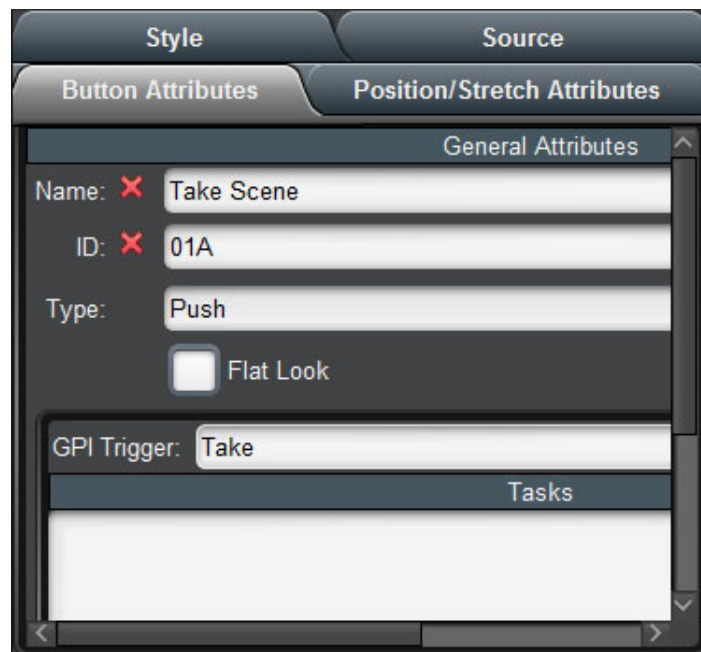 Style Source
Button Attributes Position/Stretch Attributes
General Attributes
Name: Take Scene
ID: 01A
Type: Push
Flat Look
GPI Trigger: Take
Tasks